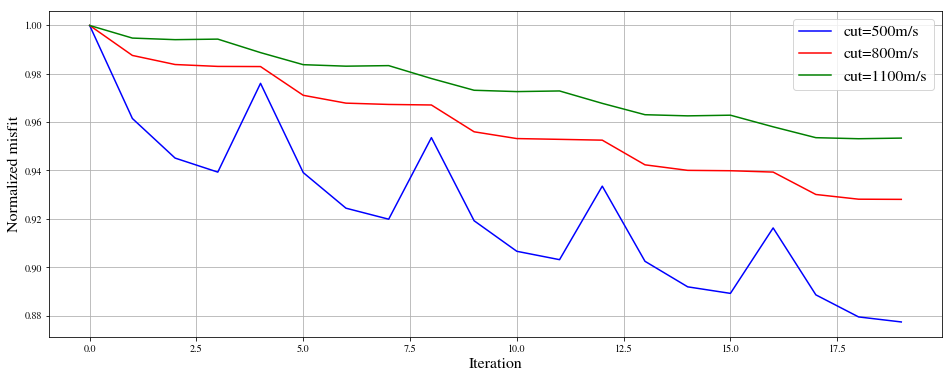 cut=500m/s
cut=800m/s
cut=1100m/s
Normalized misfit
1.00
0.98
0.96
0.94
0.92
0.90
0.88
0.0 2.5 5.0 7.5 10.0 12.5 15.0 17.5
Iteration